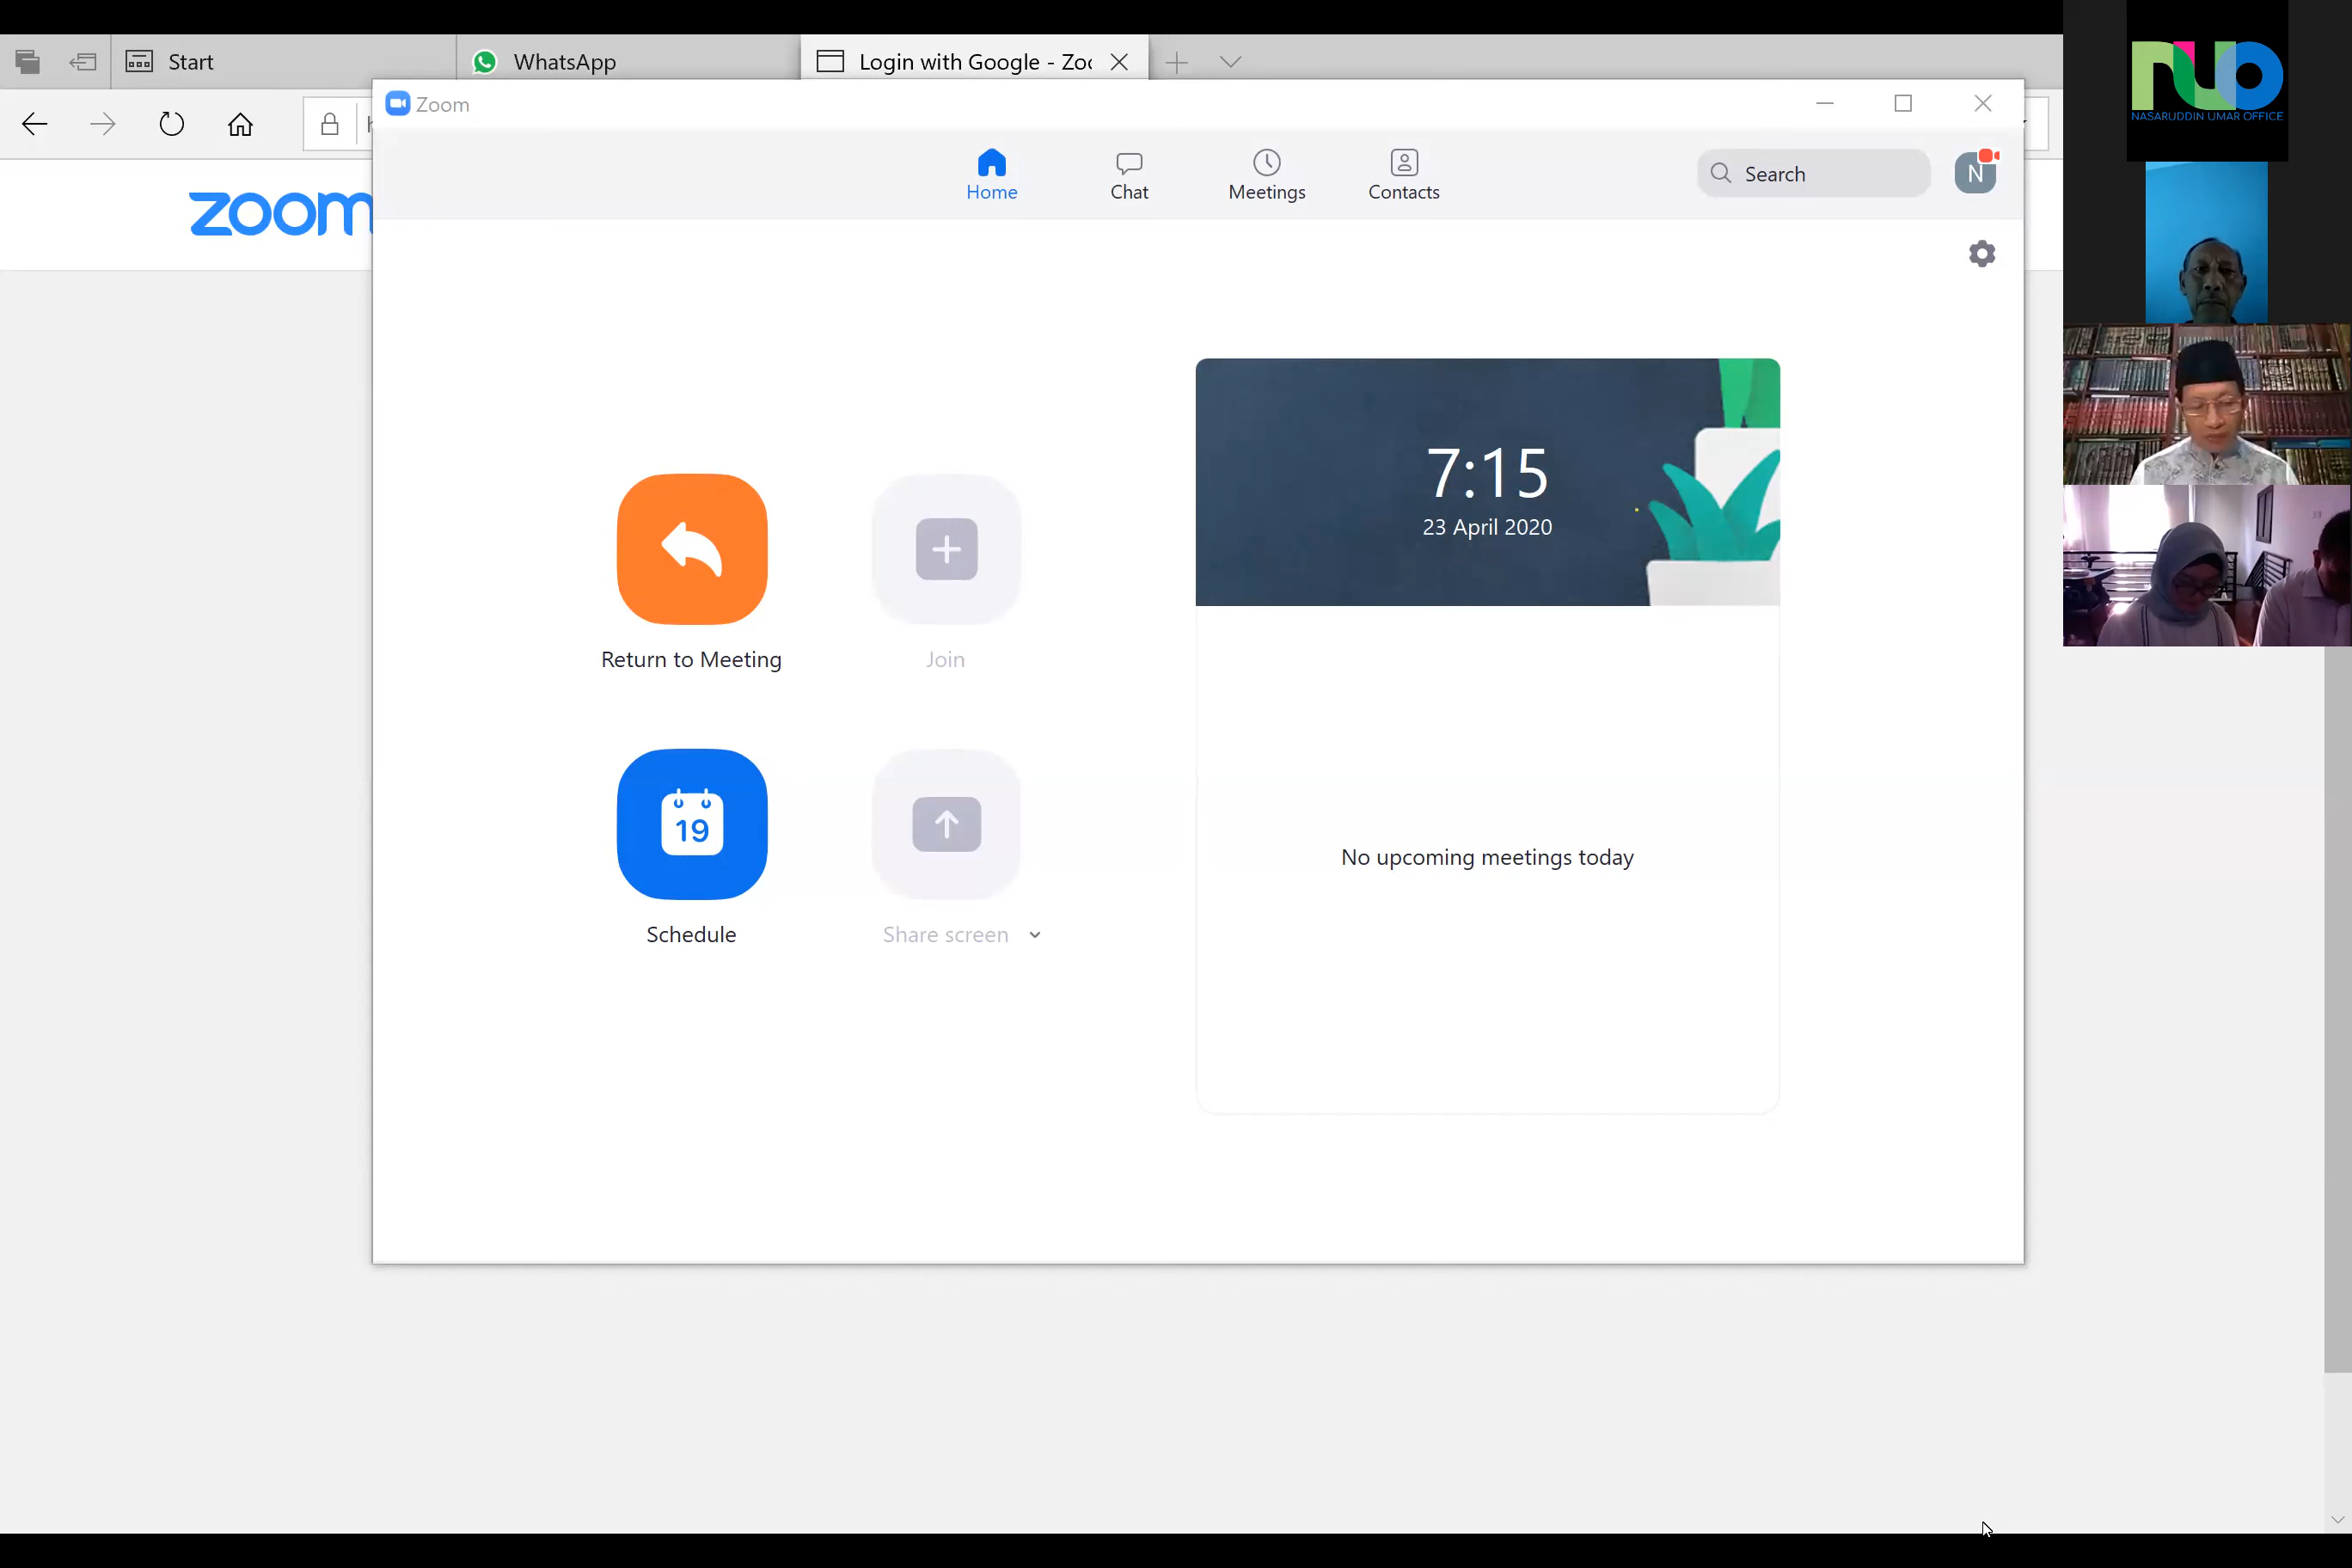 Start
WhatsApp
Login with Google - Zo
Zoom
zoom
Home
Chat
Meetings
Contacts
Search
N
7:15
23 April 2020
Return to Meeting
Join
19
Schedule
Share screen
No upcoming meetings today
NUO
NASARUDDIN UMAR OFFICE